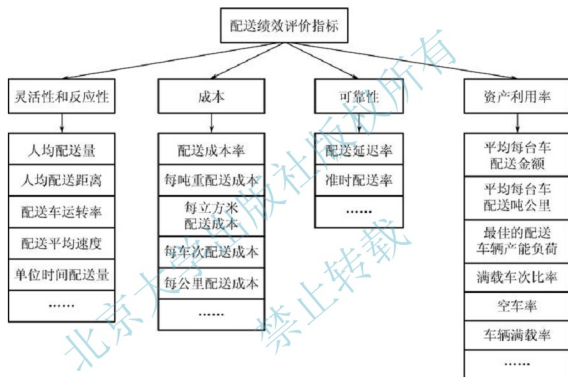 配送绩效评价指标
灵活性和反应性
人均配送量
人均配送距离
配送车运转率
配送平均速度
单位时间配送量
……
成本
配送成本率
每吨重配送成本
每立方米
配送成本
每车次配送成本
每公里配送成本
……
可靠性
配送延迟率
准时配送率
……
资产利用率
平均每台车
配送金额
平均每台车
配送吨公里
最佳的配送
车辆产能负荷
满载车次比率
空车率
车辆满载率
……
北京大学出版社版权所有
禁止转载